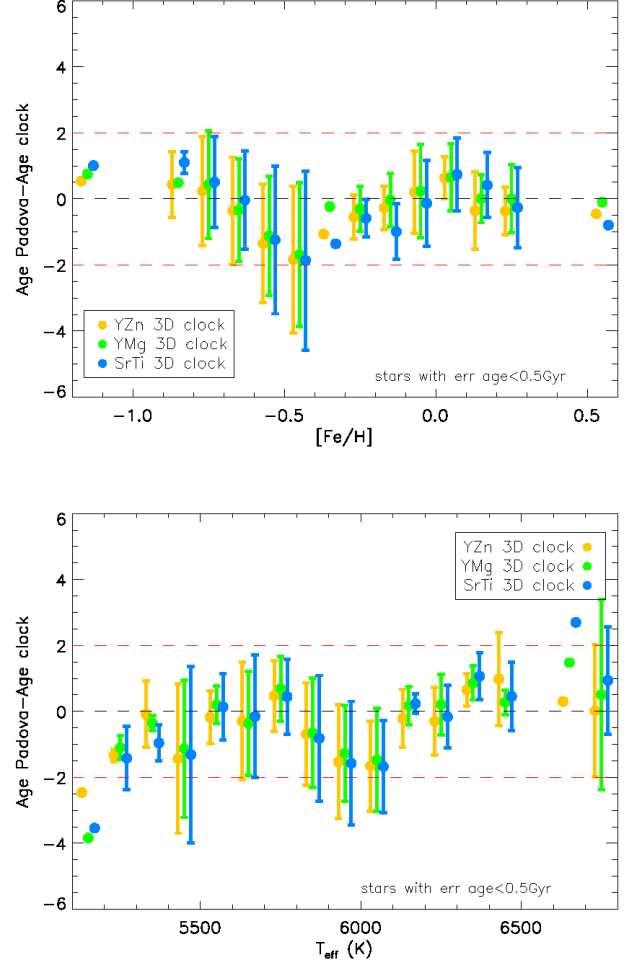 6
4
2
0
−2
−4
−6
Age Padova−Age clock
YZn 3D clock
YMg 3D clock
SrTi 3D clock
stars with err age<0.5Gyr
−1.0
−0.5
0.0
0.5
[Fe/H]
6
4
2
0
−2
−4
−6
Age Padova−Age clock
YZn 3D clock
YMg 3D clock
SrTi 3D clock
stars with err age<0.5Gyr
5500
6000
6500
Teff (K)